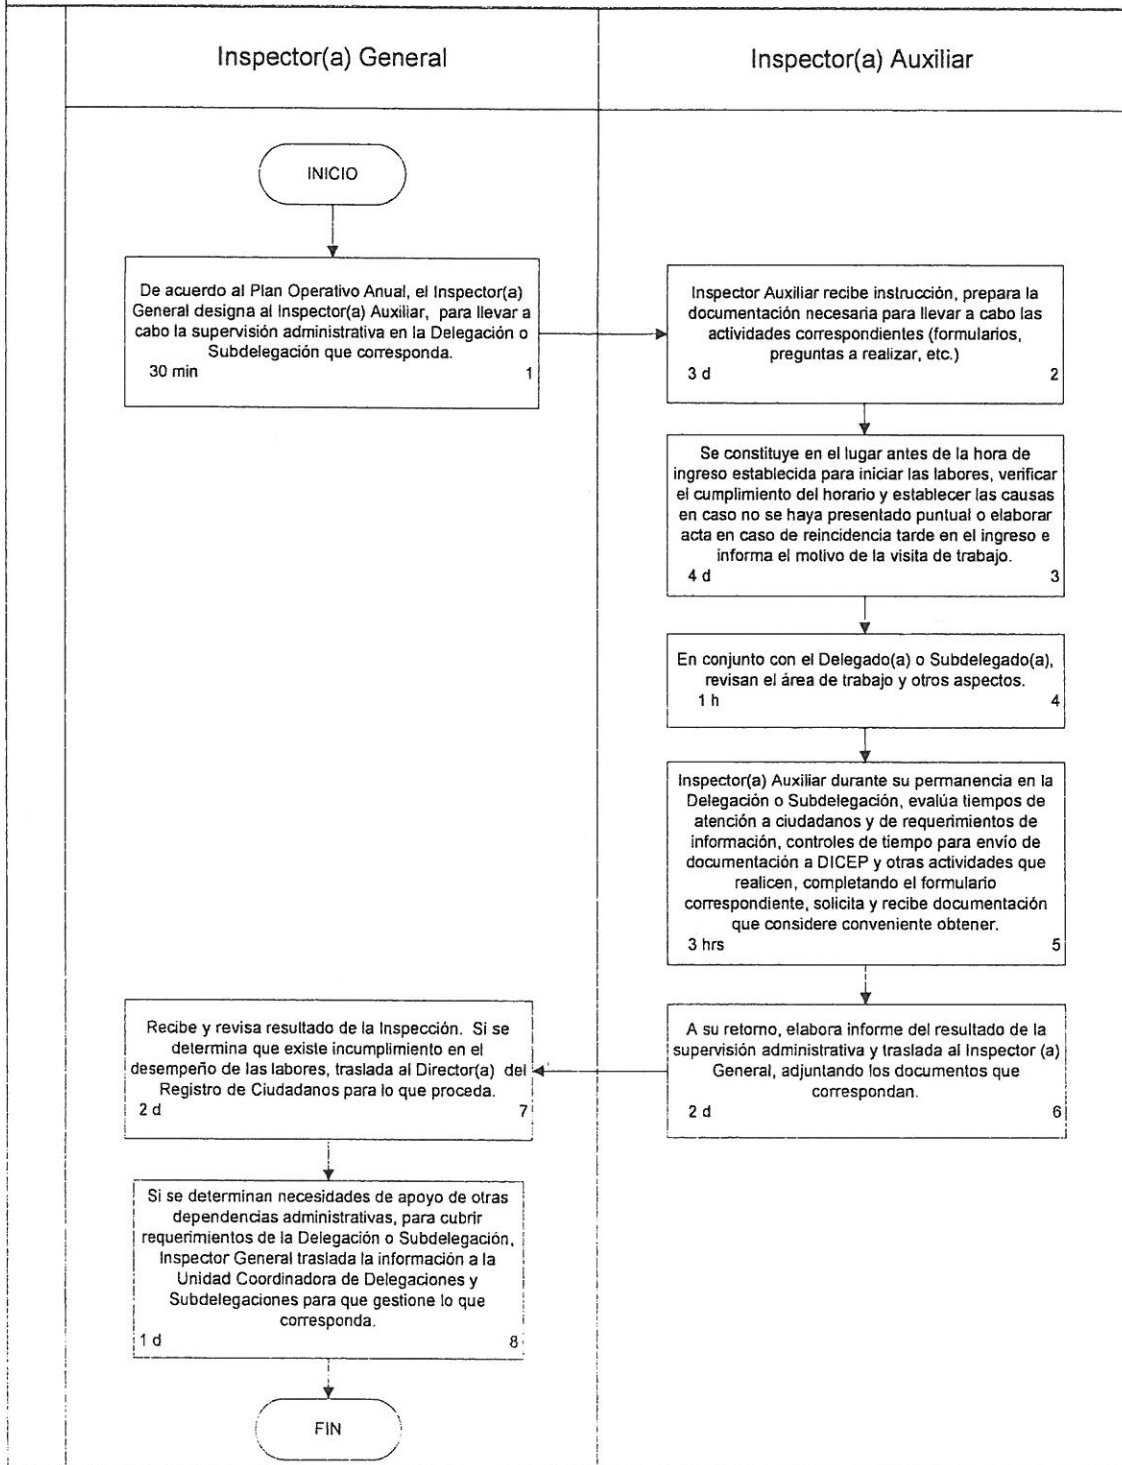 Inspector(a) General
Inspector(a) Auxiliar
INICIO
De acuerdo al Plan Operativo Anual, el Inspector(a)
General designa al Inspector(a) Auxiliar, para llevar a
cabo la supervisión administrativa en la Delegación o
Subdelegación que corresponda.
30 min 1
Inspector Auxiliar recibe instrucción, prepara la
documentación necesaria para llevar a cabo las
actividades correspondientes (formularios,
preguntas a realizar, etc.)
3 d 2
Se constituye en el lugar antes de la hora de
ingreso establecida para iniciar las labores, verificar
el cumplimiento del horario y establecer las causas
en caso no se haya presentado puntual o elaborar
acta en caso de reincidencia tarde en el ingreso e
informa el motivo de la visita de trabajo.
4 d 3
En conjunto con el Delegado(a) o Subdelegado(a),
revisan el área de trabajo y otros aspectos.
1 h 4
Inspector(a) Auxiliar durante su permanencia en la
Delegación o Subdelegación, evalúa tiempos de
atención a ciudadanos y de requerimientos de
información, controles de tiempo para envío de
documentación a DICEP y otras actividades que
realicen, completando el formulario
correspondiente, solicita y recibe documentación
que considere conveniente obtener.
3 hrs 5
A su retorno, elabora informe del resultado de la
supervisión administrativa y traslada al Inspector (a)
General, adjuntando los documentos que
correspondan.
2 d 6
Recibe y revisa resultado de la Inspección. Si se
determina que existe incumplimiento en el
desempeño de las labores, traslada al Director(a) del
Registro de Ciudadanos para lo que proceda.
2 d 7
Si se determinan necesidades de apoyo de otras
dependencias administrativas, para cubrir
requerimientos de la Delegación o Subdelegación,
Inspector General traslada la información a la
Unidad Coordinadora de Delegaciones y
Subdelegaciones para que gestione lo que
corresponda.
1 d 8
FIN